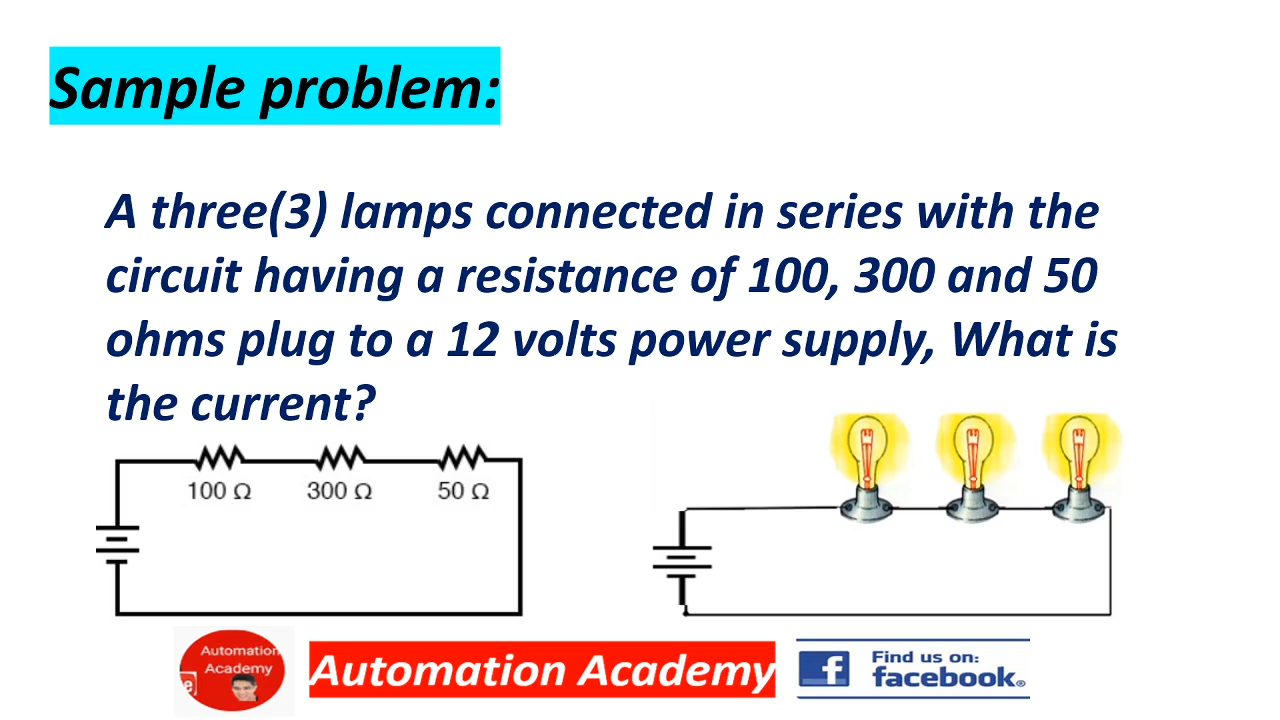 Sample problem:
A three(3) lamps connected in series with the
circuit having a resistance of 100, 300 and 50
ohms plug to a 12 volts power supply, What is
the current?
100 Ω
300 Ω
50 Ω
Automation
Academy
Automation Academy
f
Find us on:
facebook®